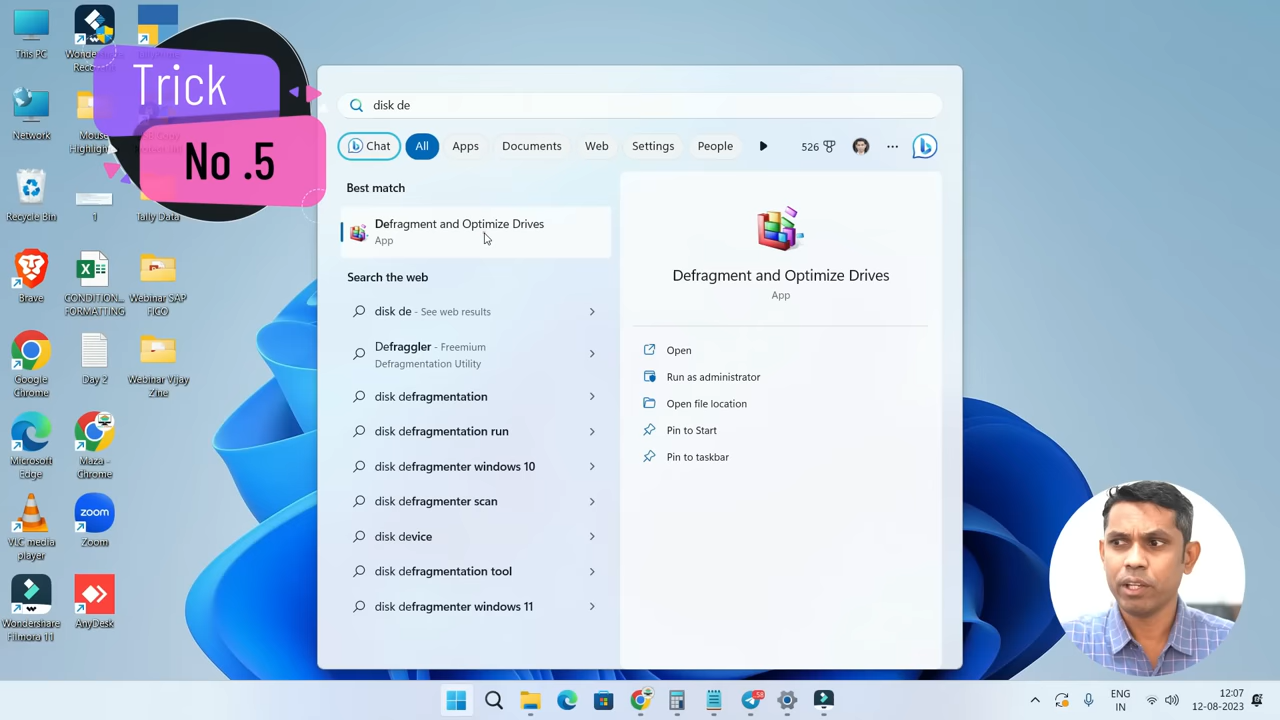 This PC
Network
Recycle Bin
1
Tally Data
Brave
CONDITION...
FORMATTING
Webinar SAP
FICO
Google
Chrome
Day 2
Webinar Vijay
Zine
Microsoft
Edge
Maza -
Chrome
VLC media
player
Zoom
zoom
Wondershare
Filmora 11
AnyDesk
Trick
No .5
disk de
Chat
All
Apps
Documents
Web
Settings
People
526
Best match
Defragment and Optimize Drives
App
Search the web
disk de - See web results
Defraggler - Freemium
Defragmentation Utility
disk defragmentation
disk defragmentation run
disk defragmenter windows 10
disk defragmenter scan
disk device
disk defragmentation tool
disk defragmenter windows 11
Defragment and Optimize Drives
App
Open
Run as administrator
Open file location
Pin to Start
Pin to taskbar
58
ENG
IN
12:07
12-08-2023